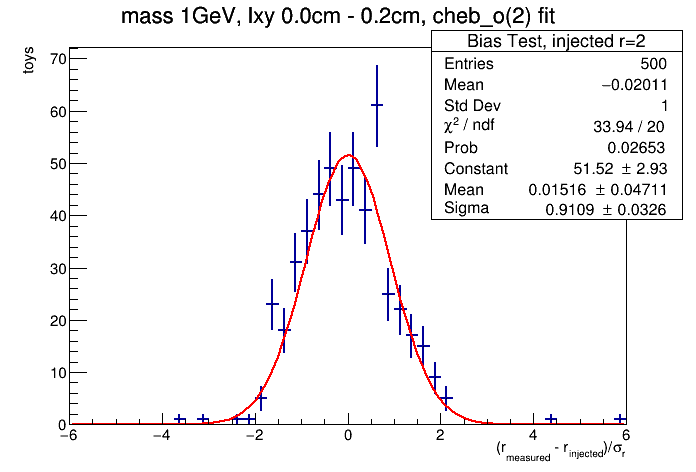 mass 1GeV, lxy 0.0cm - 0.2cm, cheb_o(2) fit
Bias Test, injected r=2
Entries 500
Mean −0.02011
Std Dev 1
χ² / ndf 33.94 / 20
Prob 0.02653
Constant 51.52 ± 2.93
Mean 0.01516 ± 0.04711
Sigma 0.9109 ± 0.0326
toys
70
60
50
40
30
20
10
0
−6 −4 −2 0 2 4 6
(r_measured - r_injected)/σ_r